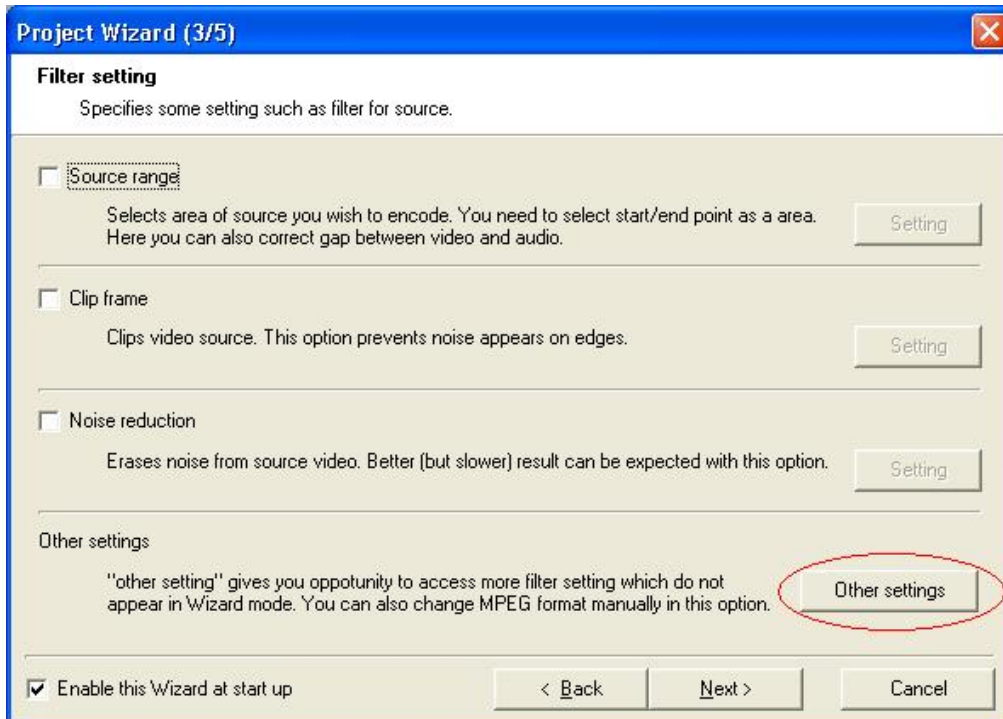 Project Wizard (3/5)
Filter setting
Specifies some setting such as filter for source.
Source range
Selects area of source you wish to encode. You need to select start/end point as a area.
Here you can also correct gap between video and audio.
Setting
Clip frame
Clips video source. This option prevents noise appears on edges.
Setting
Noise reduction
Erases noise from source video. Better (but slower) result can be expected with this option.
Setting
Other settings
"other setting" gives you oppotunity to access more filter setting which do not
appear in Wizard mode. You can also change MPEG format manually in this option.
Other settings
Enable this Wizard at start up
< Back
Next >
Cancel